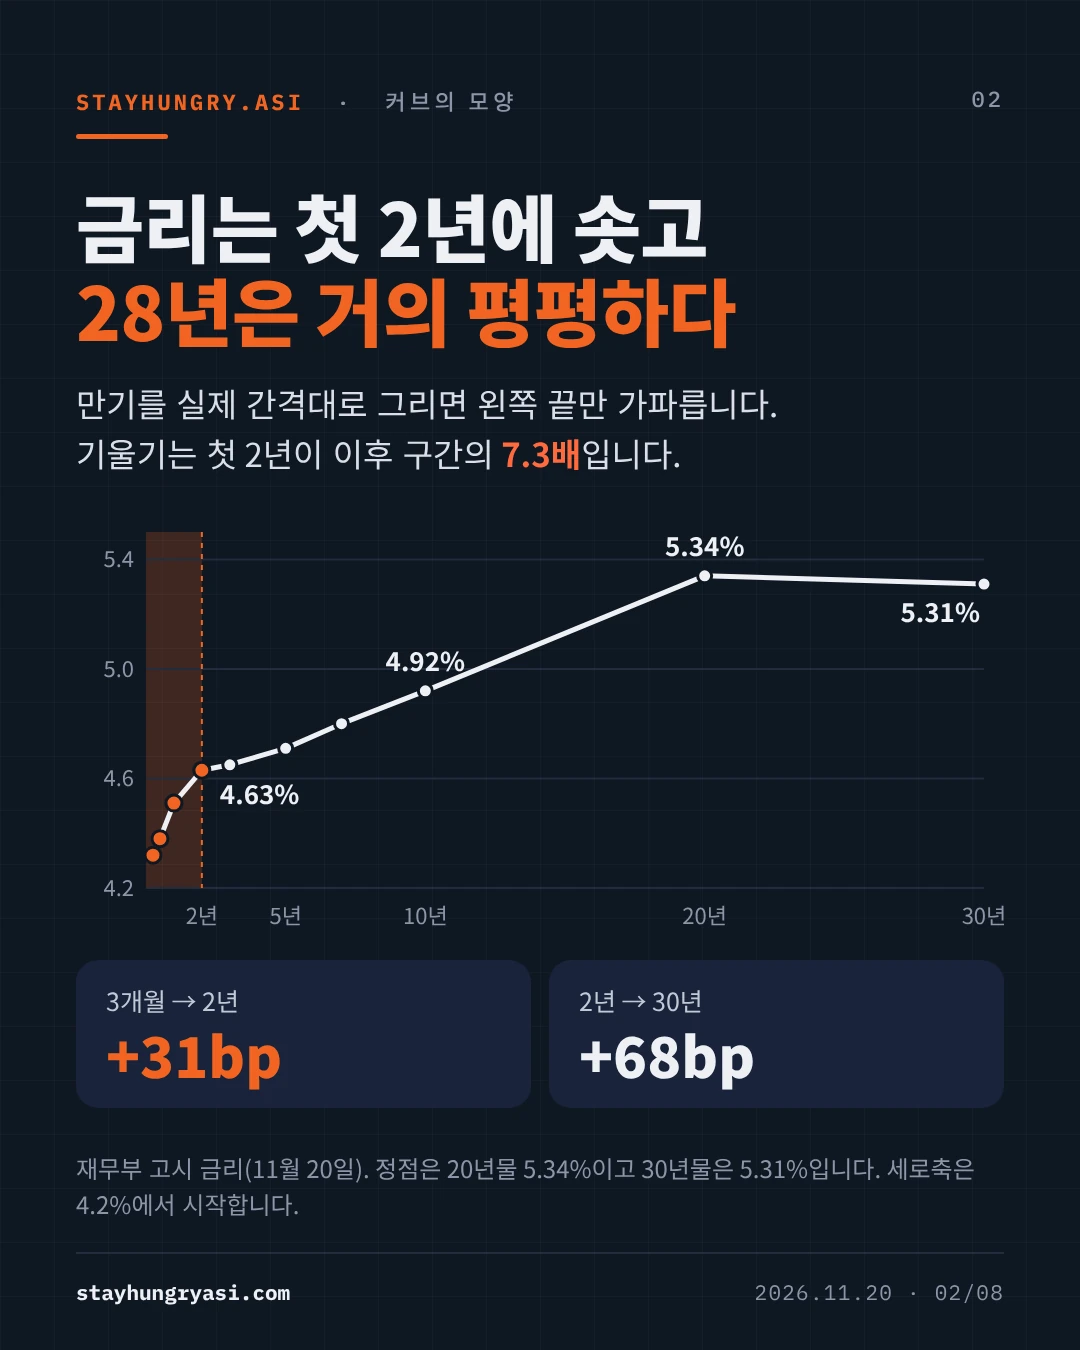 STAYHUNGRY.ASI · 커브의 모양 02
금리는 첫 2년에 솟고
28년은 거의 평평하다
만기를 실제 간격대로 그리면 왼쪽 끝만 가파릅니다.
기울기는 첫 2년이 이후 구간의 7.3배입니다.
5.34%
5.4
5.31%
4.92%
5.0
4.6
4.63%
4.2
2년 5년 10년 20년 30년
3개월 → 2년
+31bp
2년 → 30년
+68bp
재무부 고시 금리(11월 20일). 정점은 20년물 5.34%이고 30년물은 5.31%입니다. 세로축은
4.2%에서 시작합니다.
stayhungryasi.com 2026.11.20 · 02/08